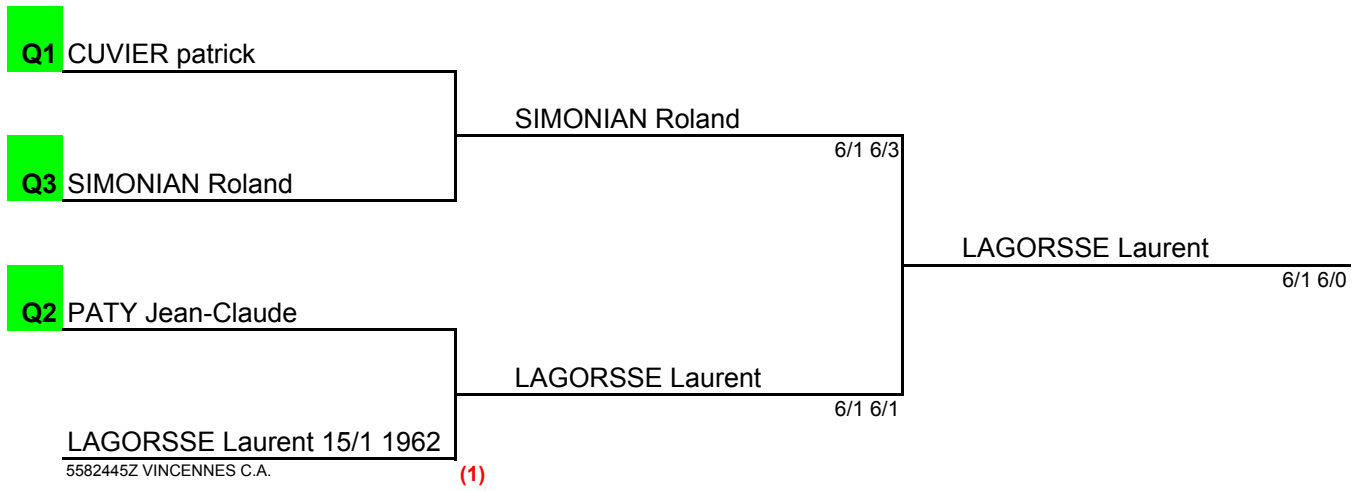 Q1 CUVIER patrick
SIMONIAN Roland
6/1 6/3
Q3 SIMONIAN Roland
LAGORSSE Laurent
6/1 6/0
Q2 PATY Jean-Claude
LAGORSSE Laurent
6/1 6/1
LAGORSSE Laurent 15/1 1962
5582445Z VINCENNES C.A.
(1)